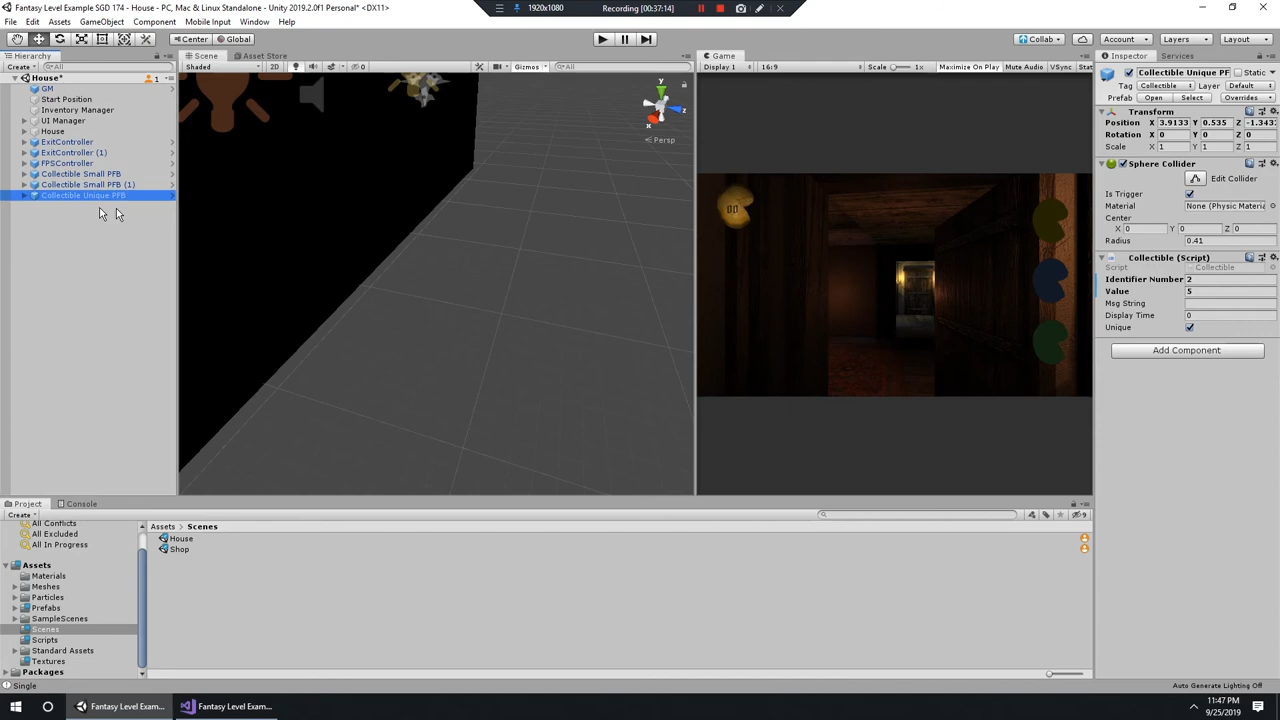 Fantasy Level Example SGD 174 - House - PC, Mac & Linux Standalone - Unity 2019.2.0f1 Personal* <DX11>
1920x1080
Recording [00:37:14]
File Edit Assets GameObject Component Mobile Input Window Help
Center Global
Collab Account Layers Layout
Hierarchy
Scene Asset Store
Game
Inspector Services
Create All
Shaded 2D 0 Gizmos All
Display 1 16:9 Scale 1x Maximize On Play Mute Audio VSync Stat
Collectible Unique PF Static
House* 1
Tag Collectible Layer Default
GM
Prefab Open Select Overrides
Start Position
Inventory Manager
Transform
UI Manager
Position X 3.9133 Y 0.535 Z -1.343
House
Rotation X 0 Y 0 Z 0
ExitController
Scale X 1 Y 1 Z 1
ExitController (1)
FPSController
Sphere Collider
Collectible Small PFB
Edit Collider
Collectible Small PFB (1)
Is Trigger
Collectible Unique PFB
Material None (Physic Materia
Center
X 0 Y 0 Z 0
Radius 0.41
Collectible (Script)
Script Collectible
Identifier Number 2
Value 5
Msg String
Display Time 0
Unique
Add Component
y
z
x
Persp
00
Project Console
Create
9
All Conflicts
All Excluded
All In Progress
Assets
Materials
Meshes
Particles
Prefabs
SampleScenes
Scenes
Scripts
Standard Assets
Textures
Packages
Assets Scenes
House
Shop
Single
Auto Generate Lighting Off
Fantasy Level Exam...
Fantasy Level Exam...
11:47 PM
9/25/2019